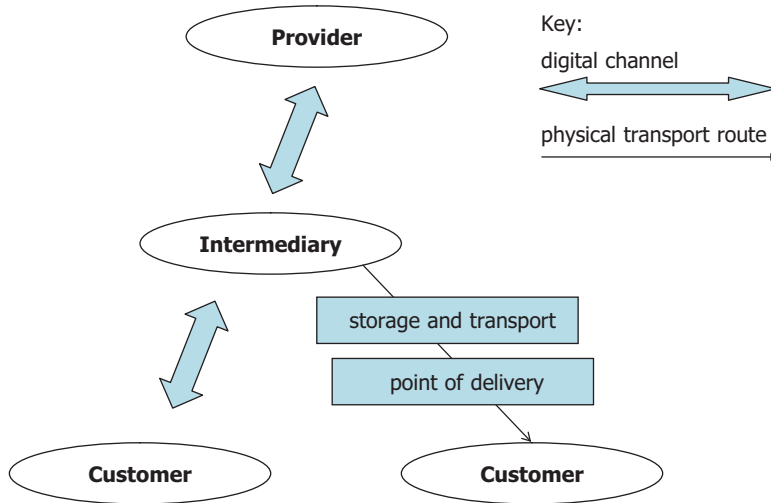 Provider
Key:
digital channel
physical transport route
Intermediary
storage and transport
point of delivery
Customer
Customer